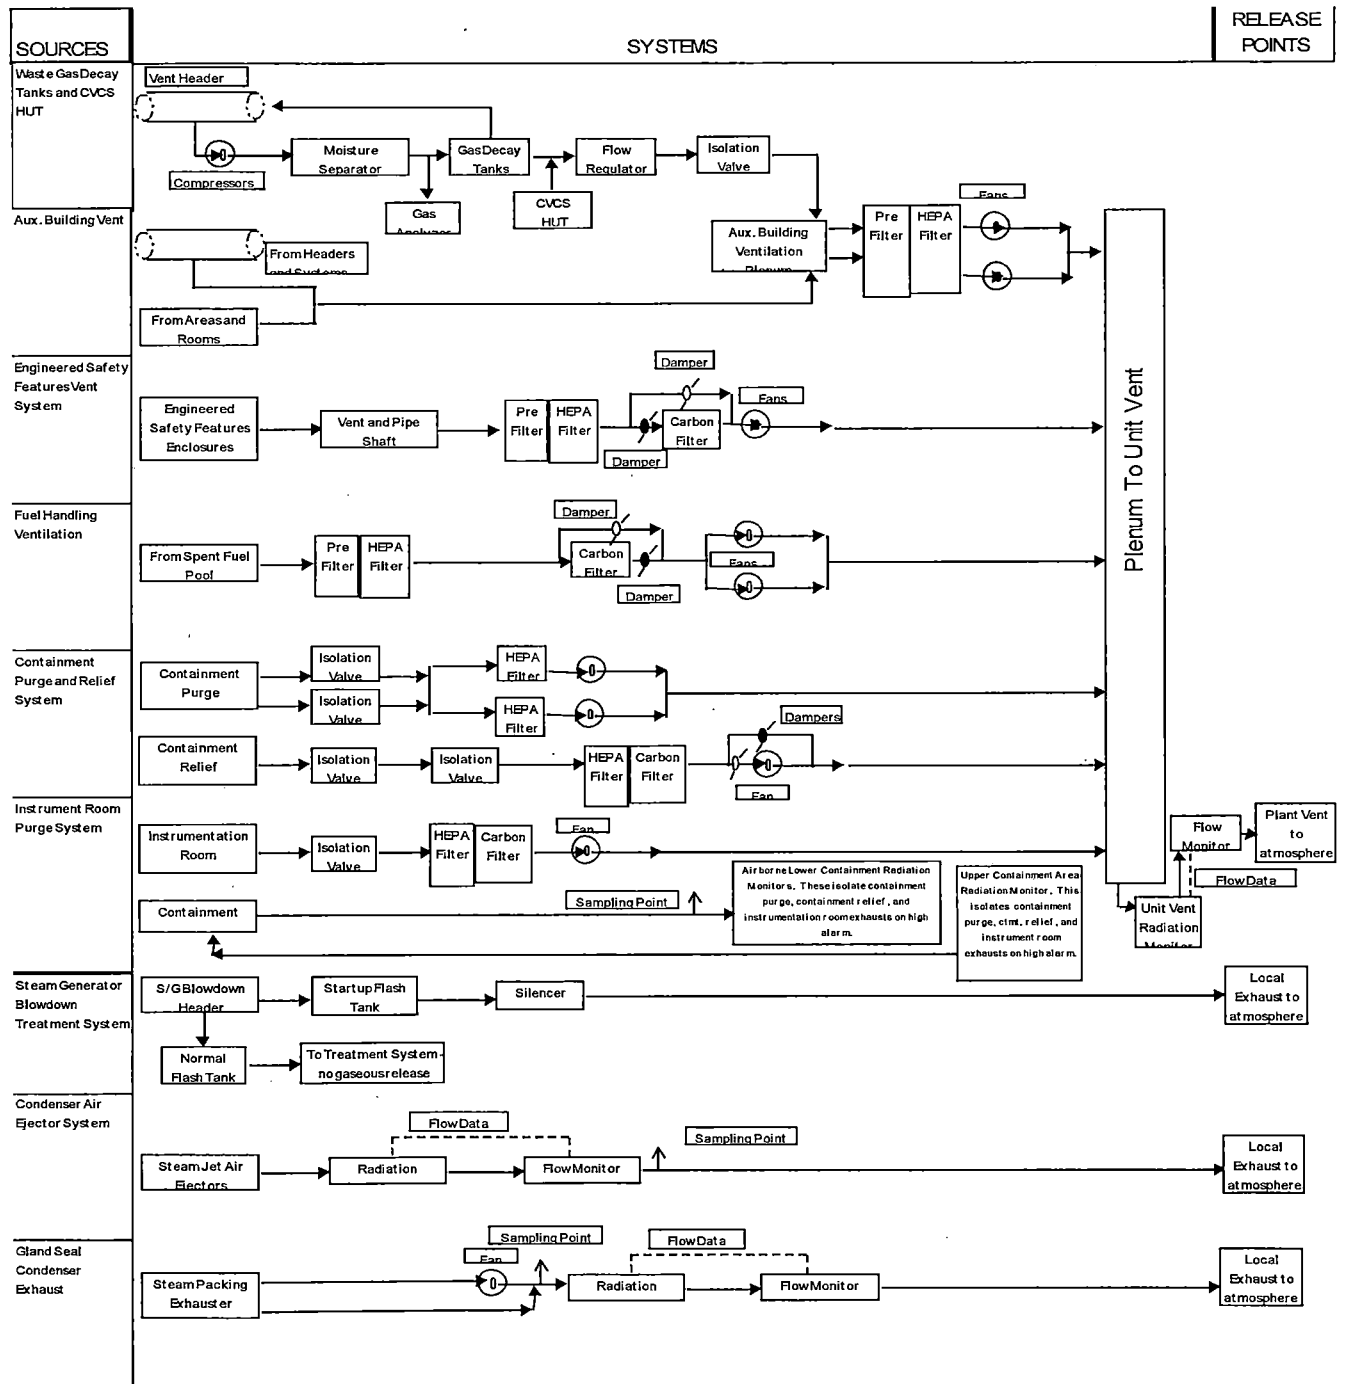 SOURCES
SYSTEMS
RELEASE
POINTS
Waste Gas Decay
Tanks and CVCS
HUT
Vent Header
Compressors
Moisture
Separator
Gas
Analyzer
Gas Decay
Tanks
CVCS
HUT
Flow
Regulator
Isolation
Valve
Aux. Building Vent
From Headers
and Systems
From Areas and
Rooms
Aux. Building
Ventilation
Plenum
Pre
Filter
HEPA
Filter
Fans
Plenum To Unit Vent
Engineered Safety
Features Vent
System
Engineered
Safety Features
Enclosures
Vent and Pipe
Shaft
Pre
Filter
HEPA
Filter
Damper
Damper
Carbon
Filter
Fans
Fuel Handling
Ventilation
From Spent Fuel
Pool
Pre
Filter
HEPA
Filter
Damper
Carbon
Filter
Damper
Fans
Containment
Purge and Relief
System
Containment
Purge
Isolation
Valve
Isolation
Valve
HEPA
Filter
HEPA
Filter
Containment
Relief
Isolation
Valve
Isolation
Valve
HEPA
Filter
Carbon
Filter
Dampers
Fan
Instrument Room
Purge System
Instrumentation
Room
Isolation
Valve
HEPA
Filter
Carbon
Filter
Fan
Containment
Sampling Point
Airborne Lower Containment Radiation
Monitors. These isolate containment
purge, containment relief, and
instrumentation room exhausts on high
alarm.
Upper Containment Area
Radiation Monitor. This
isolates containment
purge, ctmt. relief, and
instrument room
exhausts on high alarm.
Flow
Monitor
Plant Vent
to
atmosphere
Flow Data
Unit Vent
Radiation
Monitor
Steam Generator
Blowdown
Treatment System
S/G Blowdown
Header
Startup Flash
Tank
Silencer
Local
Exhaust to
atmosphere
Normal
Flash Tank
To Treatment System -
no gaseous release
Condenser Air
Ejector System
Steam Jet Air
Ejectors
Flow Data
Radiation
Flow Monitor
Sampling Point
Local
Exhaust to
atmosphere
Gland Seal
Condenser
Exhaust
Steam Packing
Exhauster
Fan
Sampling Point
Flow Data
Radiation
Flow Monitor
Local
Exhaust to
atmosphere